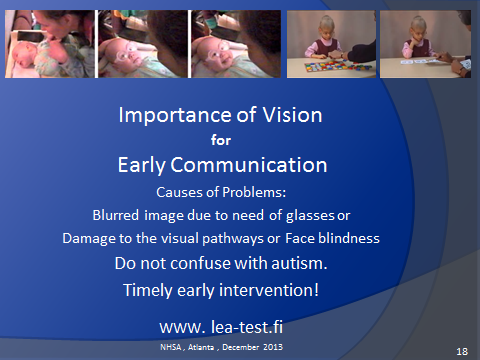 Importance of Vision
for
Early Communication
Causes of Problems:
Blurred image due to need of glasses or
Damage to the visual pathways or Face blindness
Do not confuse with autism.
Timely early intervention!
www. lea-test.fi
NHSA , Atlanta , December 2013
18